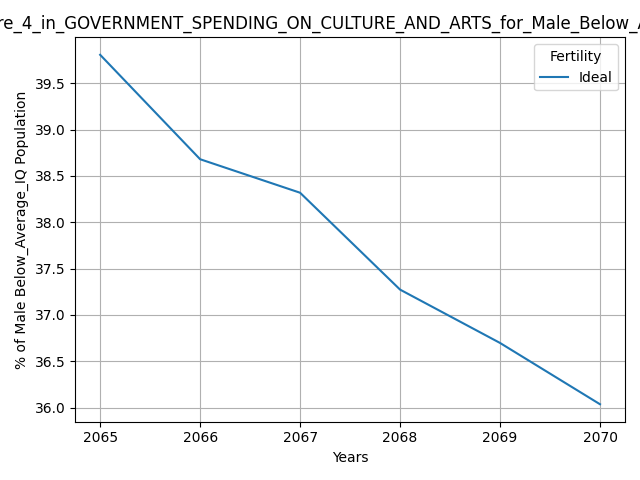 re_4_in_GOVERNMENT_SPENDING_ON_CULTURE_AND_ARTS_for_Male_Below_A
Fertility
Ideal
% of Male Below_Average_IQ Population
39.5
39.0
38.5
38.0
37.5
37.0
36.5
36.0
2065 2066 2067 2068 2069 2070
Years